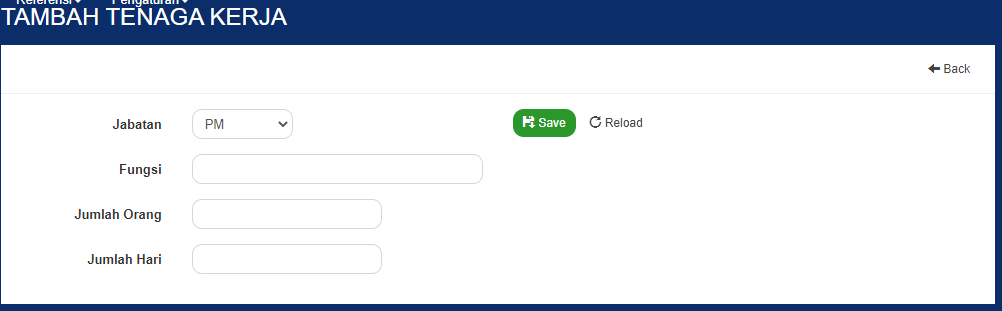 Referensi Pengaturan
TAMBAH TENAGA KERJA
Back
Jabatan PM Save Reload
Fungsi
Jumlah Orang
Jumlah Hari